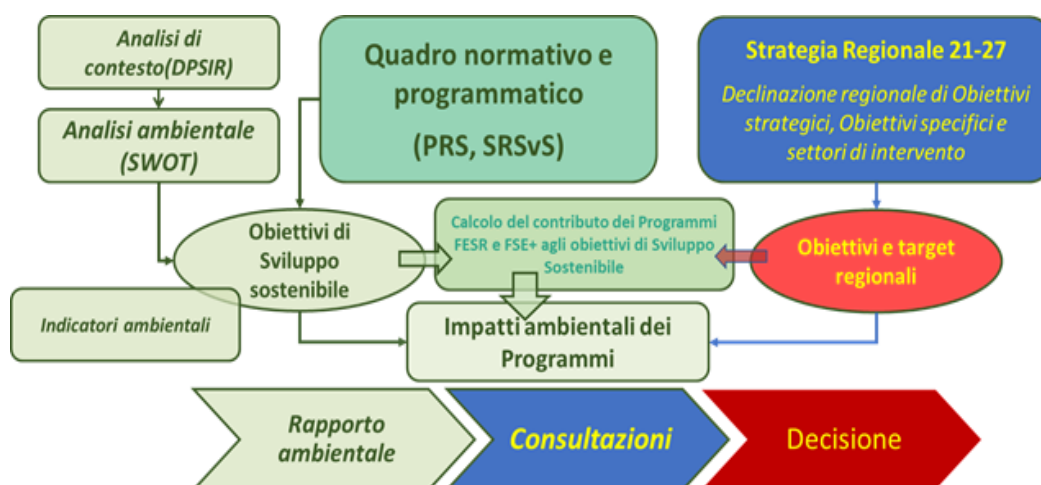 Analisi di
contesto(DPSIR)
Analisi ambientale
(SWOT)
Quadro normativo e
programmatico
(PRS, SRSvS)
Strategia Regionale 21-27
Declinazione regionale di Obiettivi
strategici, Obiettivi specifici e
settori di intervento
Obiettivi di
Sviluppo
sostenibile
Calcolo del contributo dei Programmi
FESR e FSE+ agli obiettivi di Sviluppo
Sostenibile
Obiettivi e target
regionali
Indicatori ambientali
Impatti ambientali dei
Programmi
Rapporto
ambientale
Consultazioni
Decisione